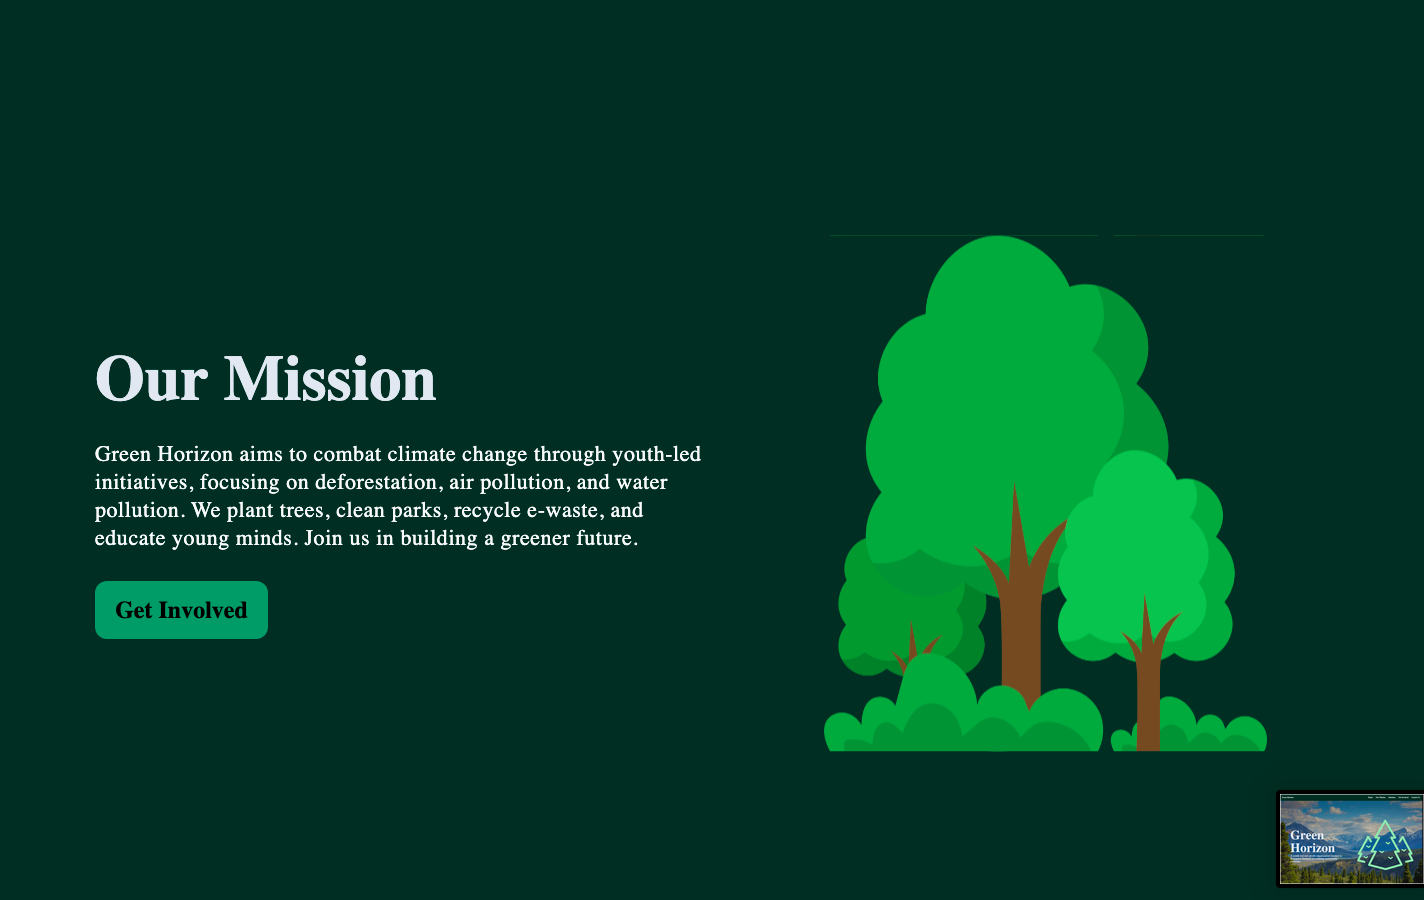 Our Mission
Green Horizon aims to combat climate change through youth-led
initiatives, focusing on deforestation, air pollution, and water
pollution. We plant trees, clean parks, recycle e-waste, and
educate young minds. Join us in building a greener future.
Get Involved
Green
Horizon